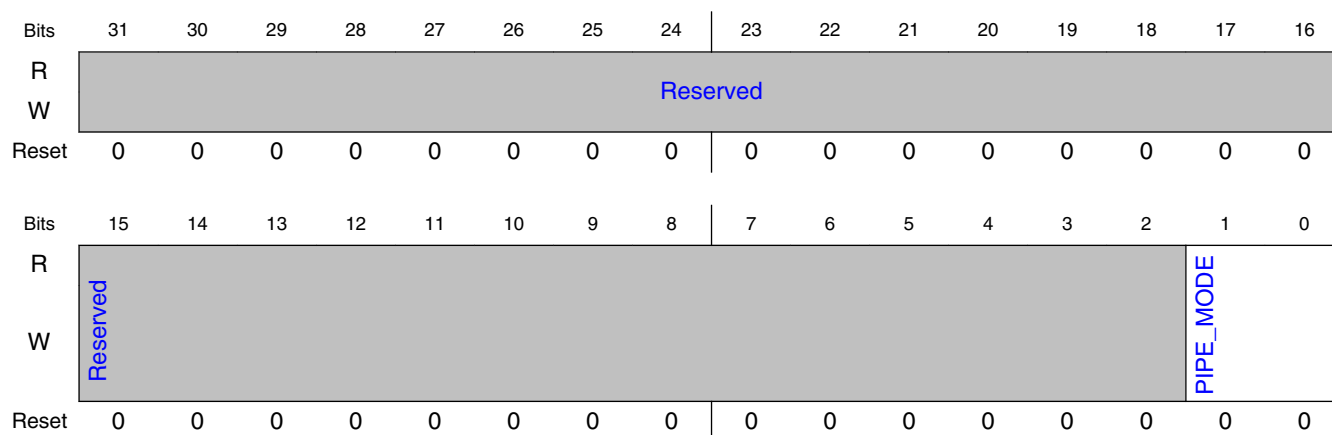 Bits 31 30 29 28 27 26 25 24 23 22 21 20 19 18 17 16
R
Reserved
W
Reset 0 0 0 0 0 0 0 0 0 0 0 0 0 0 0 0
Bits 15 14 13 12 11 10 9 8 7 6 5 4 3 2 1 0
R
Reserved
PIPE_MODE
W
Reset 0 0 0 0 0 0 0 0 0 0 0 0 0 0 0 0